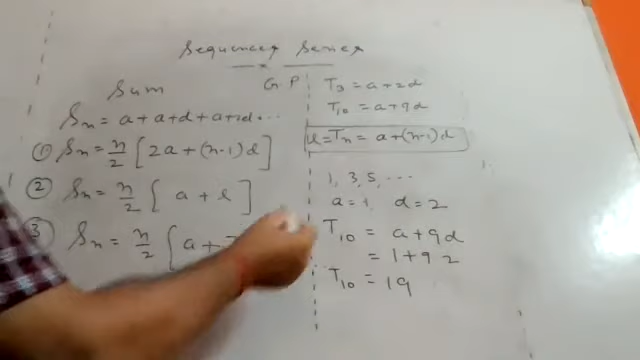 Sequences Series
Sum
G.P
Sn = a + a+d + a+2d ...
① Sn = n/2 [2a + (n-1)d]
② Sn = n/2 [a + l]
③ Sn = n/2 [a +
T3 = a+2d
T10 = a+9d
l = Tn = a+(n-1)d
1, 3, 5, ...
a = 1, d = 2
T10 = a+9d
= 1+9 2
T10 = 19